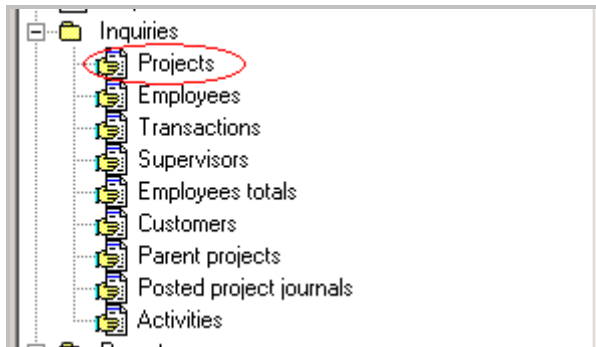 Inquiries
Projects
Employees
Transactions
Supervisors
Employees totals
Customers
Parent projects
Posted project journals
Activities